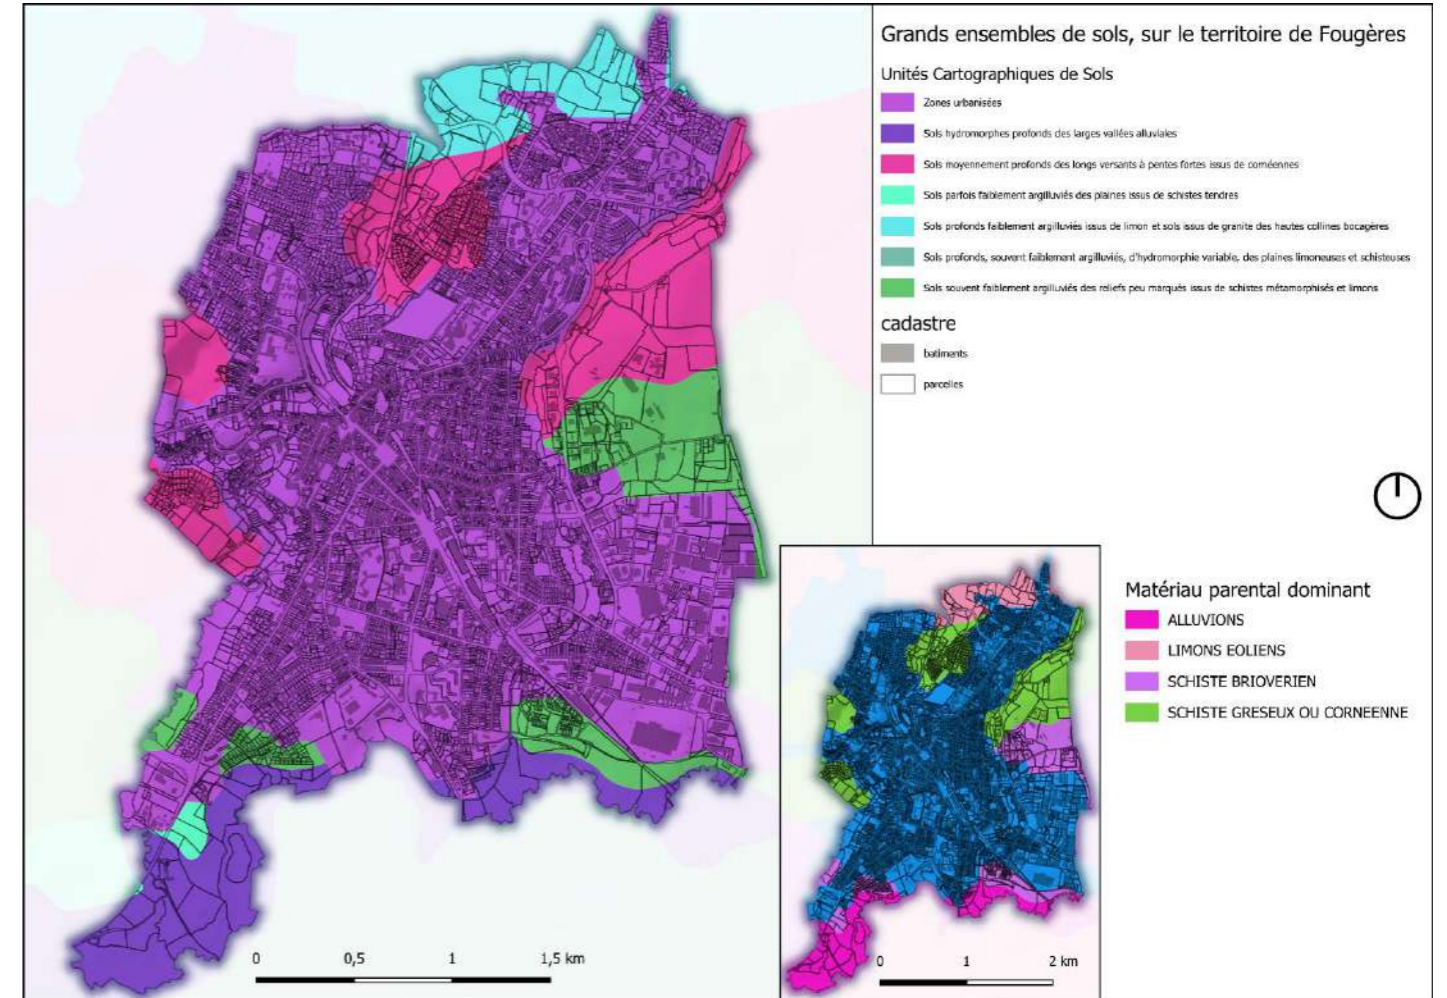 Grands ensembles de sols, sur le territoire de Fougères
Unités Cartographiques de Sols
Zones urbanisées
Sols hydromorphes profonds des larges vallées alluviales
Sols moyennement profonds des longs versants à pentes fortes issus de cornéennes
Sols parfois faiblement argilluviés des plaines issus de schistes tendres
Sols profonds faiblement argilluviés issus de limon et sols issus de granite des hautes collines bocagères
Sols profonds, souvent faiblement argilluviés, d'hydromorphie variable, des plaines limoneuses et schisteuses
Sols souvent faiblement argilluviés des reliefs peu marqués issus de schistes métamorphisés et limons
cadastre
batiments
parcelles
Matériau parental dominant
ALLUVIONS
LIMONS EOLIENS
SCHISTE BRIOVERIEN
SCHISTE GRESEUX OU CORNEENNE
0 0,5 1 1,5 km
0 1 2 km